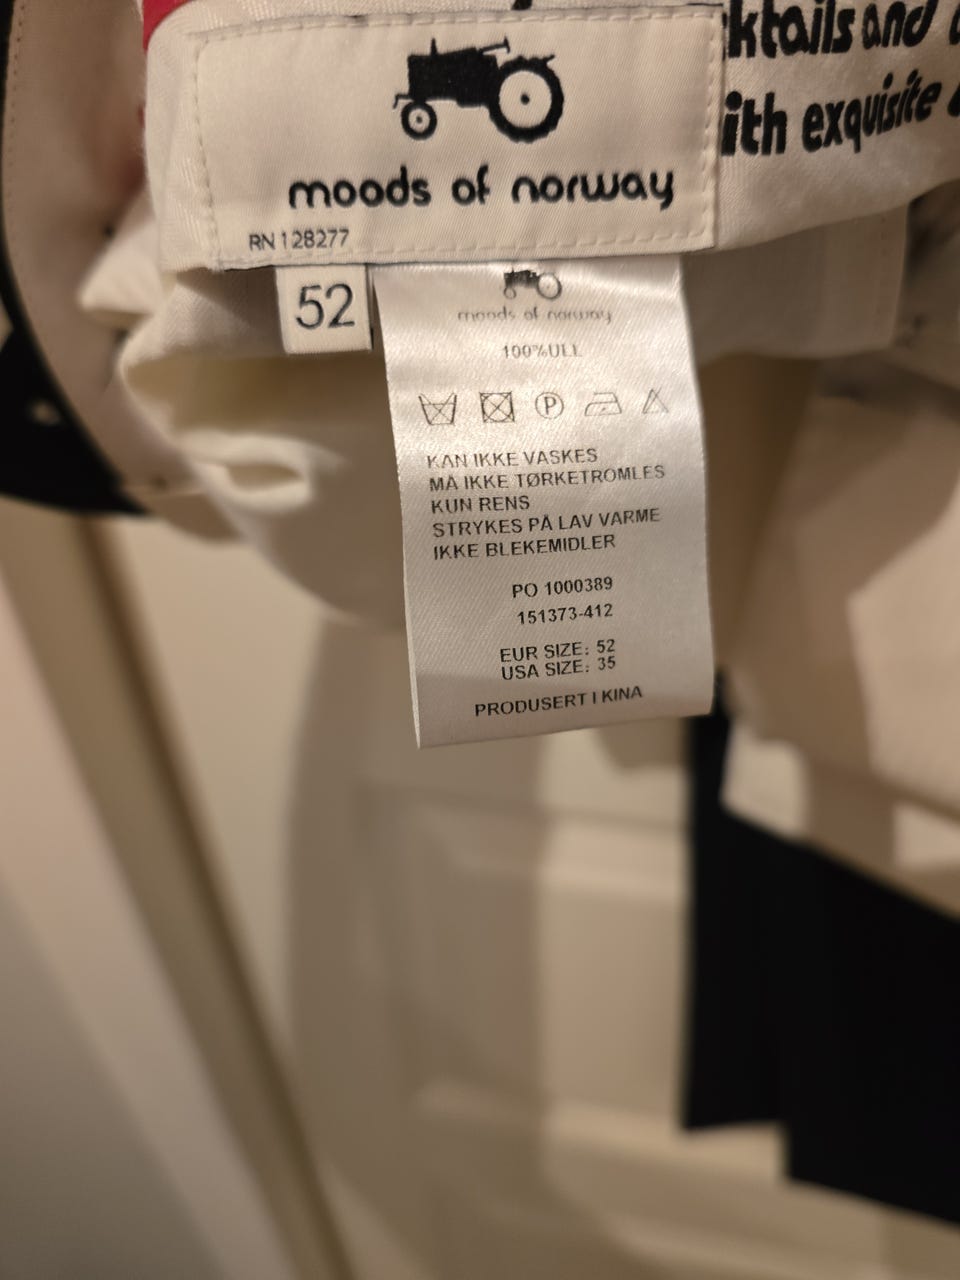 ktails and
ith exquisite
moods of norway
RN 128277
52
moods of norway
100%ULL
P
KAN IKKE VASKES
MA IKKE TØRKETROMLES
KUN RENS
STRYKES PÅ LAV VARME
IKKE BLEKEMIDLER
PO 1000389
151373-412
EUR SIZE: 52
USA SIZE: 35
PRODUSERT I KINA